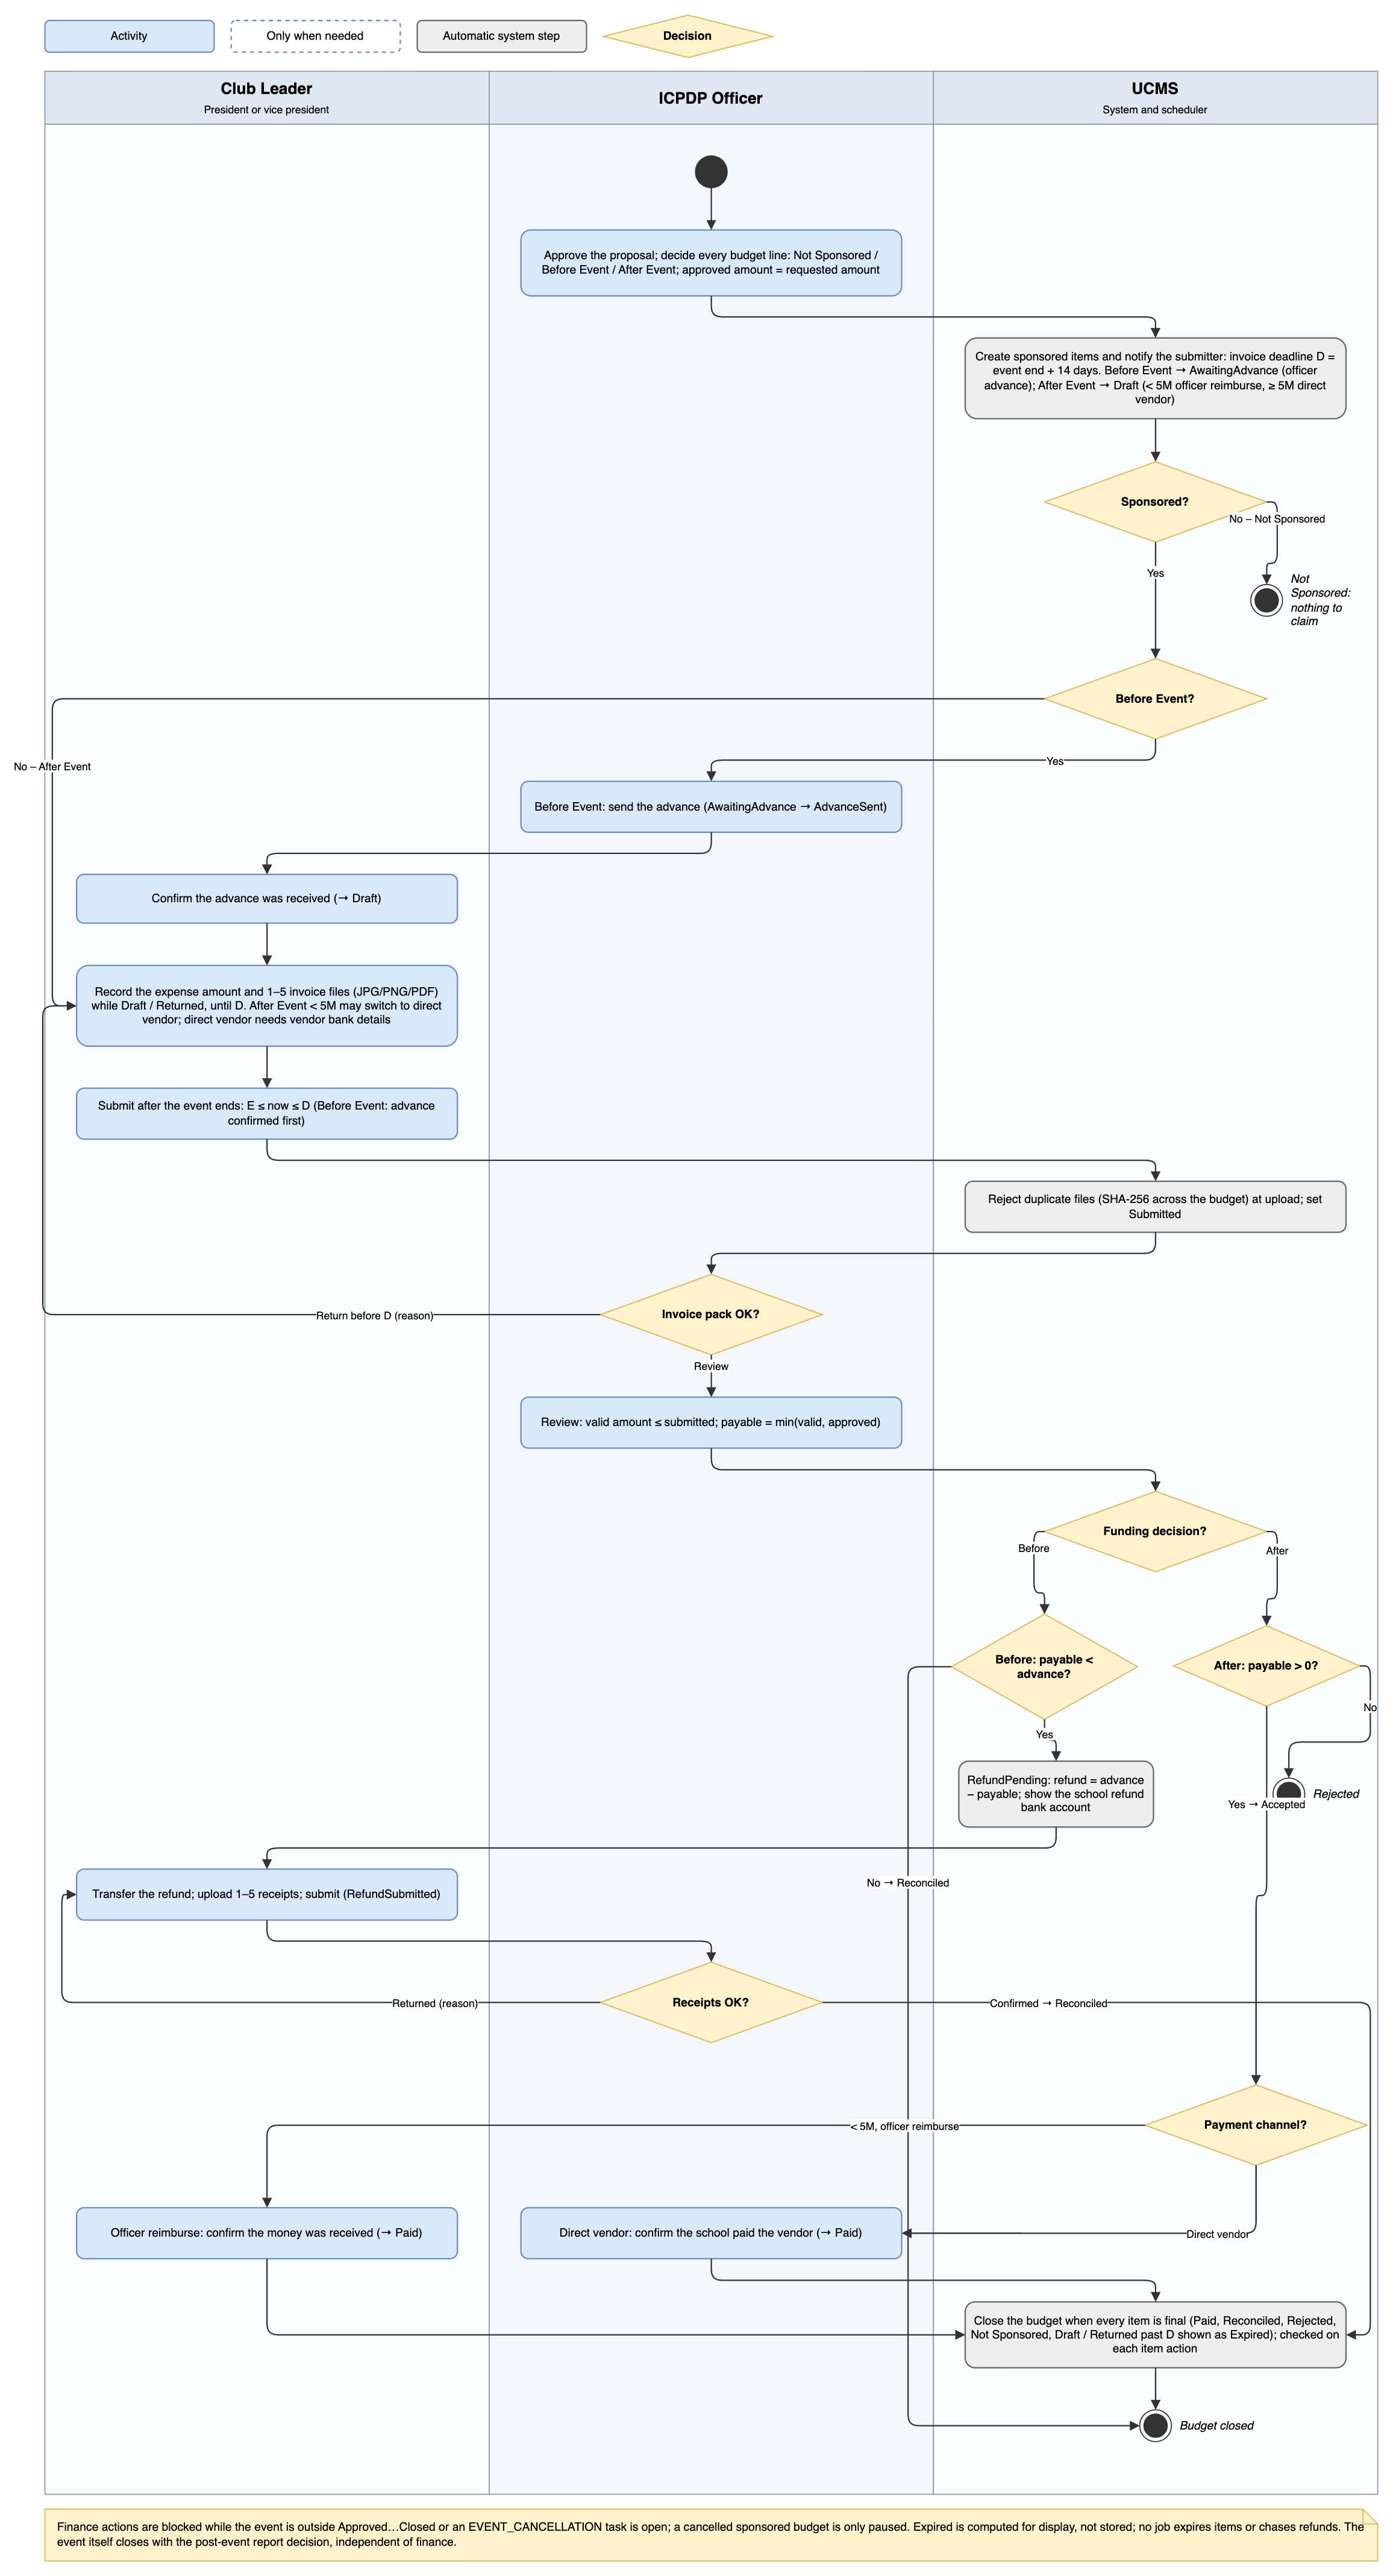 Activity
Only when needed
Automatic system step
Decision
Club Leader
President or vice president
ICPDP Officer
UCMS
System and scheduler
Approve the proposal; decide every budget line: Not Sponsored /
Before Event / After Event; approved amount = requested amount
Create sponsored items and notify the submitter: invoice deadline D =
event end + 14 days. Before Event → AwaitingAdvance (officer
advance); After Event → Draft (< 5M officer reimburse, ≥ 5M direct
vendor)
Sponsored?
No – Not Sponsored
Yes
Not
Sponsored:
nothing to
claim
Before Event?
No – After Event
Yes
Before Event: send the advance (AwaitingAdvance → AdvanceSent)
Confirm the advance was received (→ Draft)
Record the expense amount and 1–5 invoice files (JPG/PNG/PDF)
while Draft / Returned, until D. After Event < 5M may switch to direct
vendor; direct vendor needs vendor bank details
Submit after the event ends: E ≤ now ≤ D (Before Event: advance
confirmed first)
Reject duplicate files (SHA-256 across the budget) at upload; set
Submitted
Invoice pack OK?
Return before D (reason)
Review
Review: valid amount ≤ submitted; payable = min(valid, approved)
Funding decision?
Before
After
Before: payable <
advance?
After: payable > 0?
No
Yes
RefundPending: refund = advance
– payable; show the school refund
bank account
Rejected
Yes → Accepted
No → Reconciled
Transfer the refund; upload 1–5 receipts; submit (RefundSubmitted)
Receipts OK?
Returned (reason)
Confirmed → Reconciled
Payment channel?
< 5M, officer reimburse
Officer reimburse: confirm the money was received (→ Paid)
Direct vendor: confirm the school paid the vendor (→ Paid)
Direct vendor
Close the budget when every item is final (Paid, Reconciled, Rejected,
Not Sponsored, Draft / Returned past D shown as Expired); checked on
each item action
Budget closed
Finance actions are blocked while the event is outside Approved…Closed or an EVENT_CANCELLATION task is open; a cancelled sponsored budget is only paused. Expired is computed for display, not stored; no job expires items or chases refunds. The
event itself closes with the post-event report decision, independent of finance.